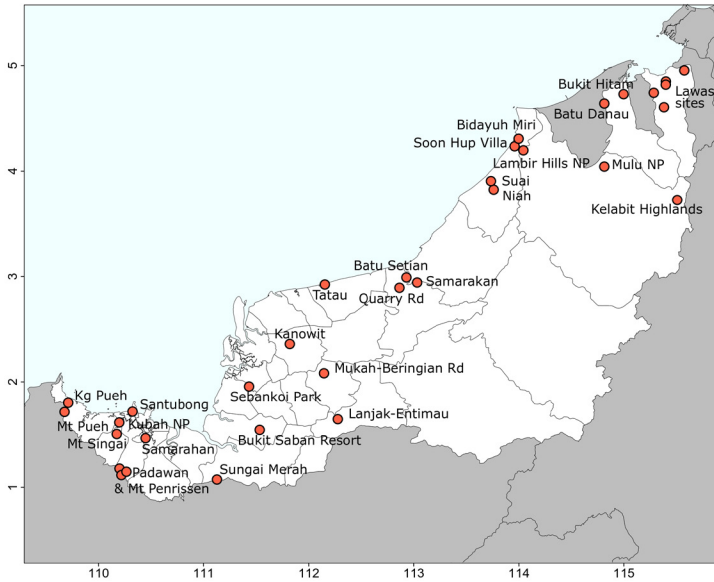 5
Bukit Hitam
Lawas
sites
Batu Danau
Bidayuh Miri
Soon Hup Villa
Lambir Hills NP
Mulu NP
4
Suai
Niah
Kelabit Highlands
3
Batu Setian
Samarakan
Tatau
Quarry Rd
Kanowit
Mukah-Beringian Rd
2
Kg Pueh
Santubong
Sebankoi Park
Lanjak-Entimau
Mt Pueh
Kubah NP
Mt Singai
Samarahan
Bukit Saban Resort
Padawan
& Mt Penrissen
Sungai Merah
1
110
111
112
113
114
115